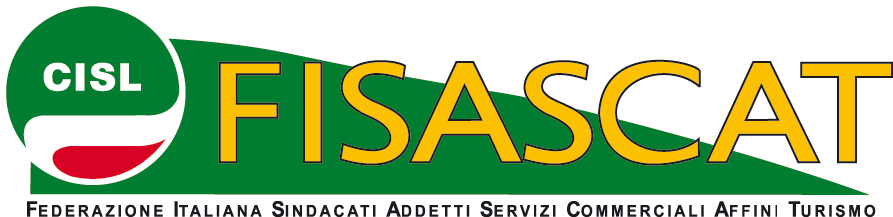 CISL
FISASCAT
FEDERAZIONE ITALIANA SINDACATI ADDETTI SERVIZI COMMERCIALI AFFINI TURISMO